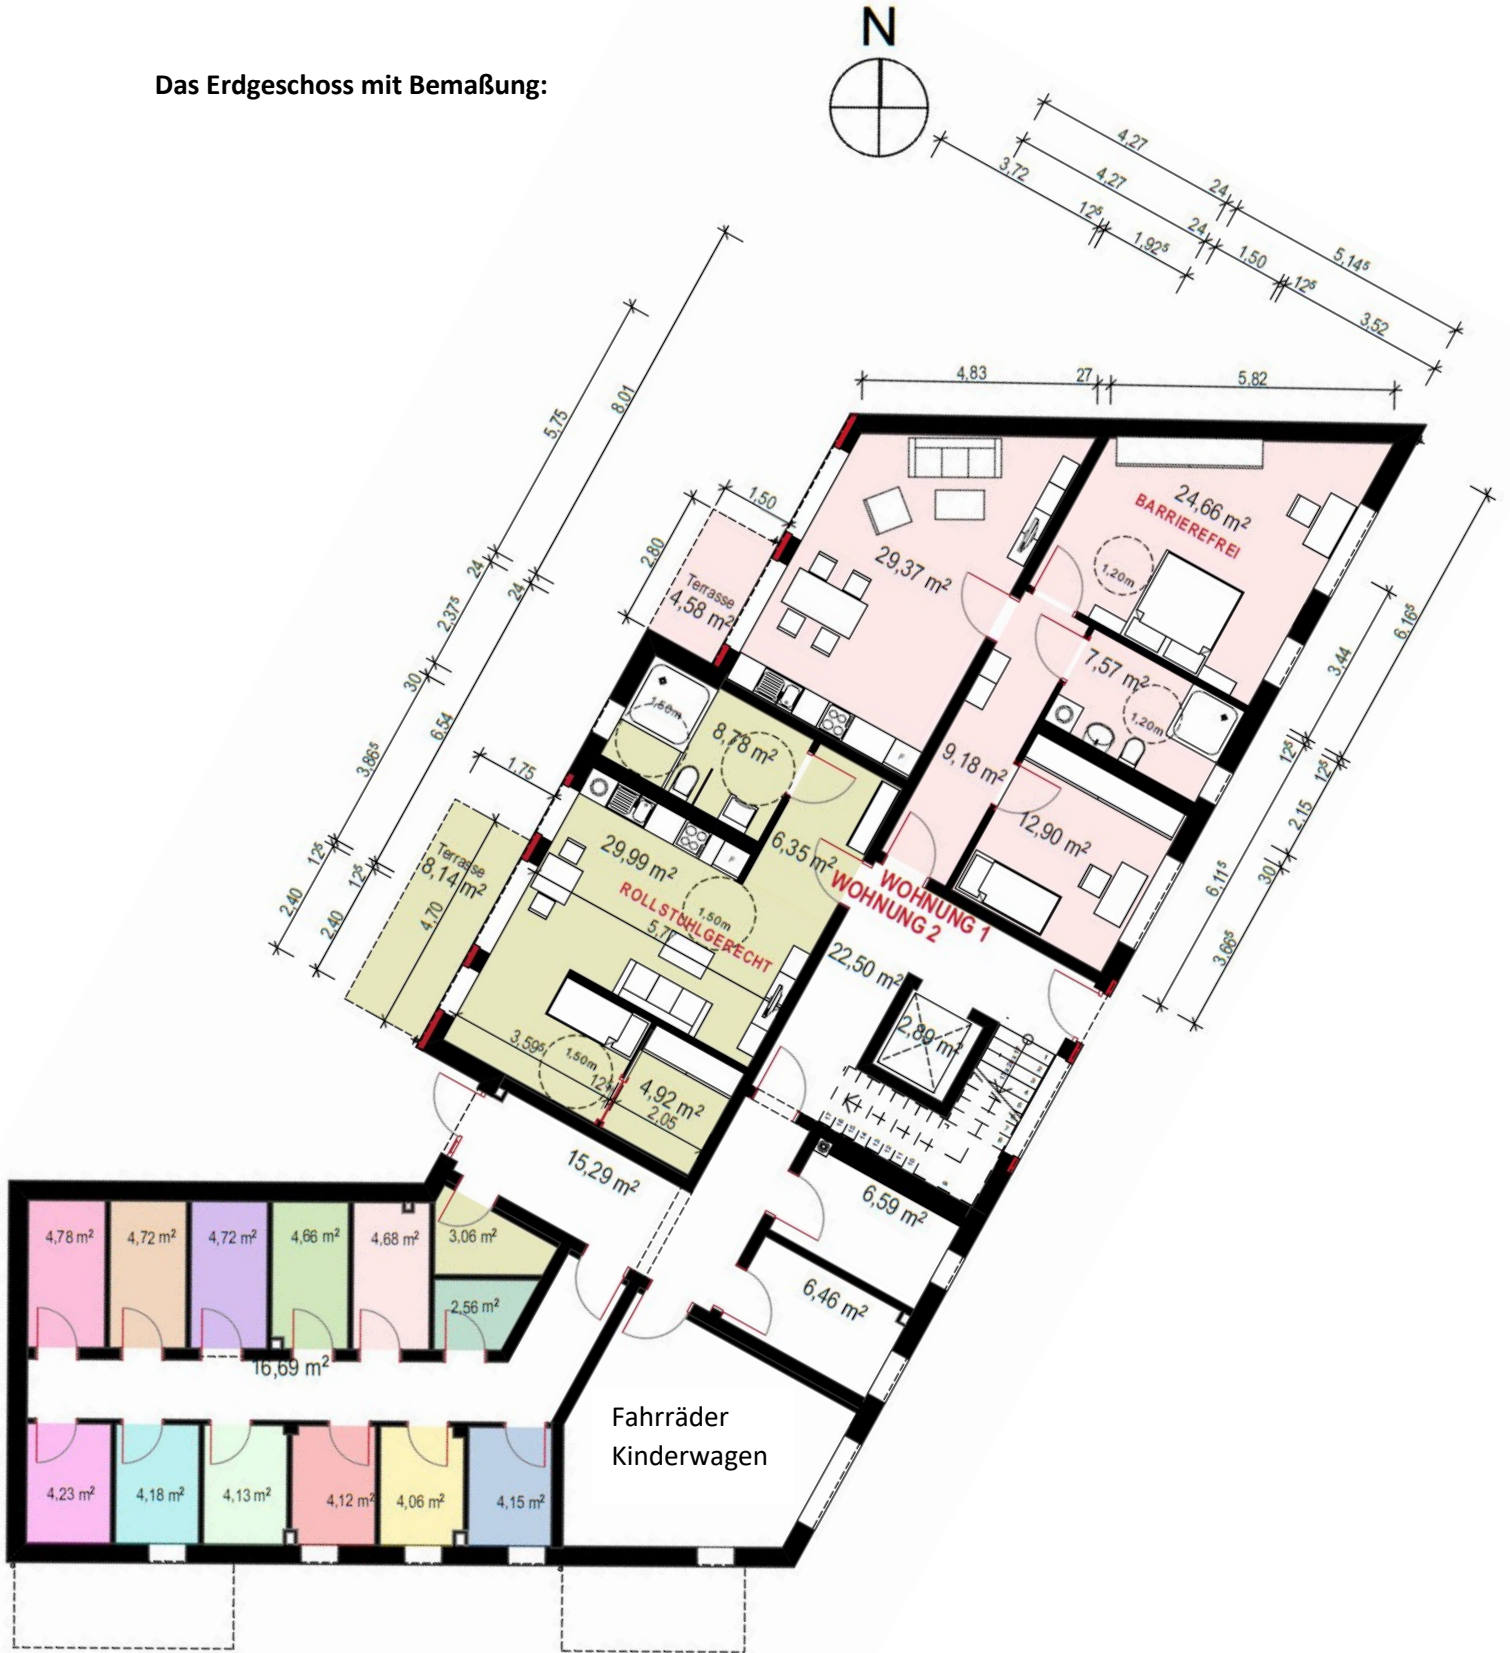 N
Das Erdgeschoss mit Bemaßung:
4,27
24
5,14⁵
4,27
24
1,50
12⁵
3,52
3,72
12⁵
1,92⁵
4,83
27
5,82
8,01
24
6,54
12⁵
2,40
5,75
24
2,37⁵
30
3,86⁵
12⁵
2,40
1,50
2,80
Terrasse
4,58 m²
29,37 m²
24,66 m²
BARRIEREFREI
1,20m
6,16⁵
12⁵
2,15
30
3,66⁵
3,44
12⁵
6,11⁵
7,57 m²
1,20m
9,18 m²
12,90 m²
1,50m
8,78 m²
1,75
6,35 m²
29,99 m²
ROLLSTUHLGERECHT
1,50m
Terrasse
8,14 m²
4,70
WOHNUNG 1
WOHNUNG 2
22,50 m²
2,89 m²
3,59⁵
1,50m
4,92 m²
2,05
15,29 m²
6,59 m²
6,46 m²
4,78 m²
4,72 m²
4,72 m²
4,66 m²
4,68 m²
3,06 m²
2,56 m²
16,69 m²
Fahrräder
Kinderwagen
4,23 m²
4,18 m²
4,13 m²
4,12 m²
4,06 m²
4,15 m²